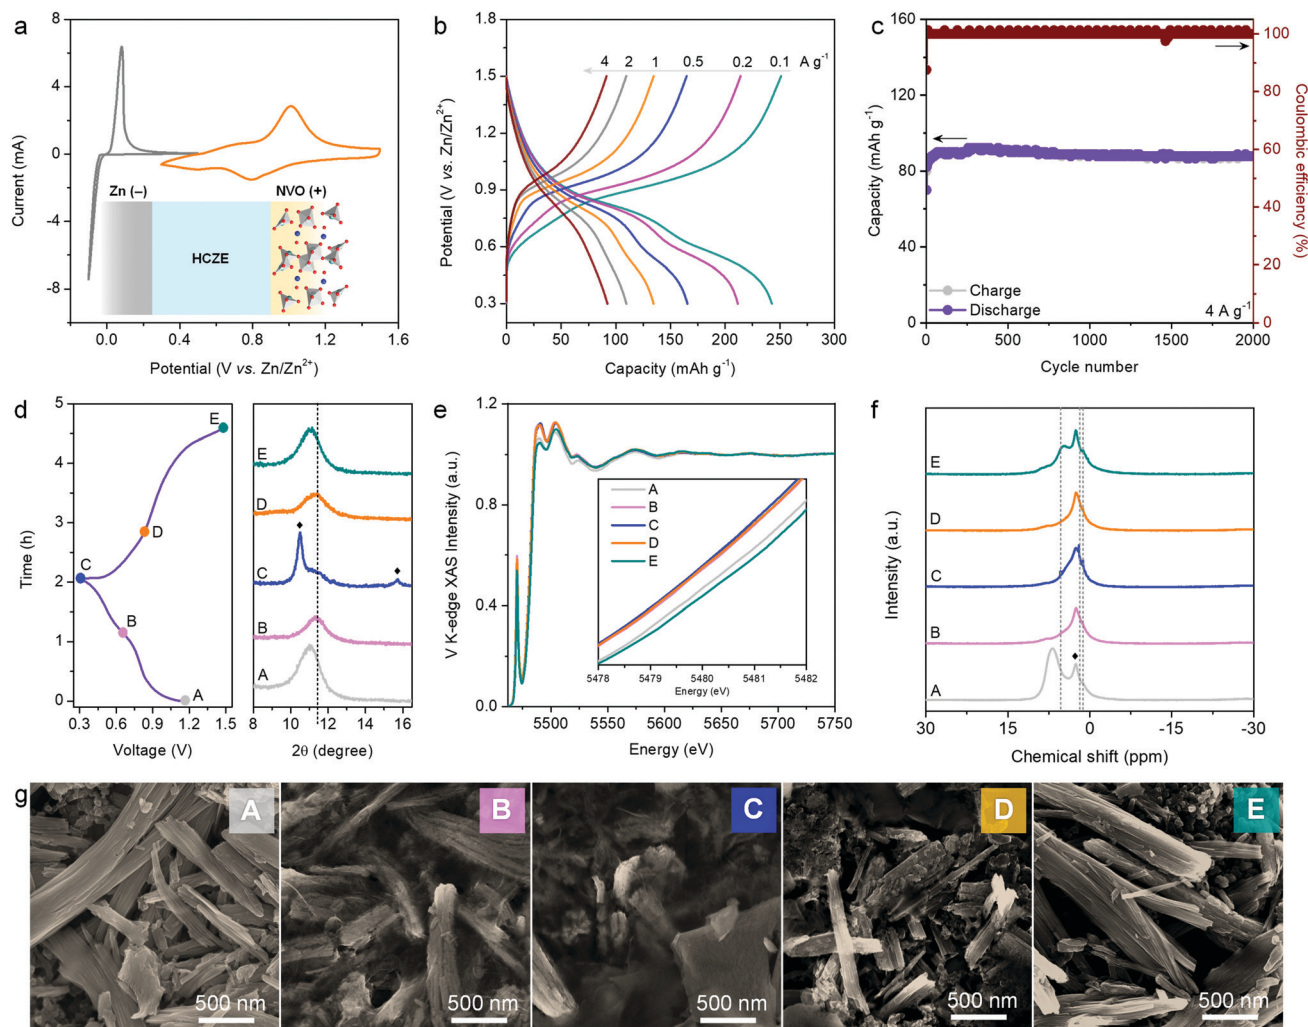 a
8
4
0
-4
-8
Current (mA)
Zn (–)
NVO (+)
HCZE
0.0
0.4
0.8
1.2
1.6
Potential (V vs. Zn/Zn²⁺)
b
1.8
1.5
1.2
0.9
0.6
0.3
Potential (V vs. Zn/Zn²⁺)
4 2 1 0.5 0.2 0.1
A g⁻¹
0
50
100
150
200
250
300
Capacity (mAh g⁻¹)
c
160
120
80
40
0
Capacity (mAh g⁻¹)
100
80
60
40
20
0
Coulombic efficiency (%)
Charge
Discharge
4 A g⁻¹
0
500
1000
1500
2000
Cycle number
d
5
4
3
2
1
0
Time (h)
E
D
C
B
A
0.3
0.6
0.9
1.2
1.5
Voltage (V)
E
D
C
B
A
8
10
12
14
16
2θ (degree)
e
1.2
0.8
0.4
0.0
V K-edge XAS Intensity (a.u.)
A
B
C
D
E
5478
5479
5480
5481
5482
Energy (eV)
5500
5550
5600
5650
5700
5750
Energy (eV)
f
Intensity (a.u.)
E
D
C
B
A
30
15
0
-15
-30
Chemical shift (ppm)
g
A
500 nm
B
500 nm
C
500 nm
D
500 nm
E
500 nm